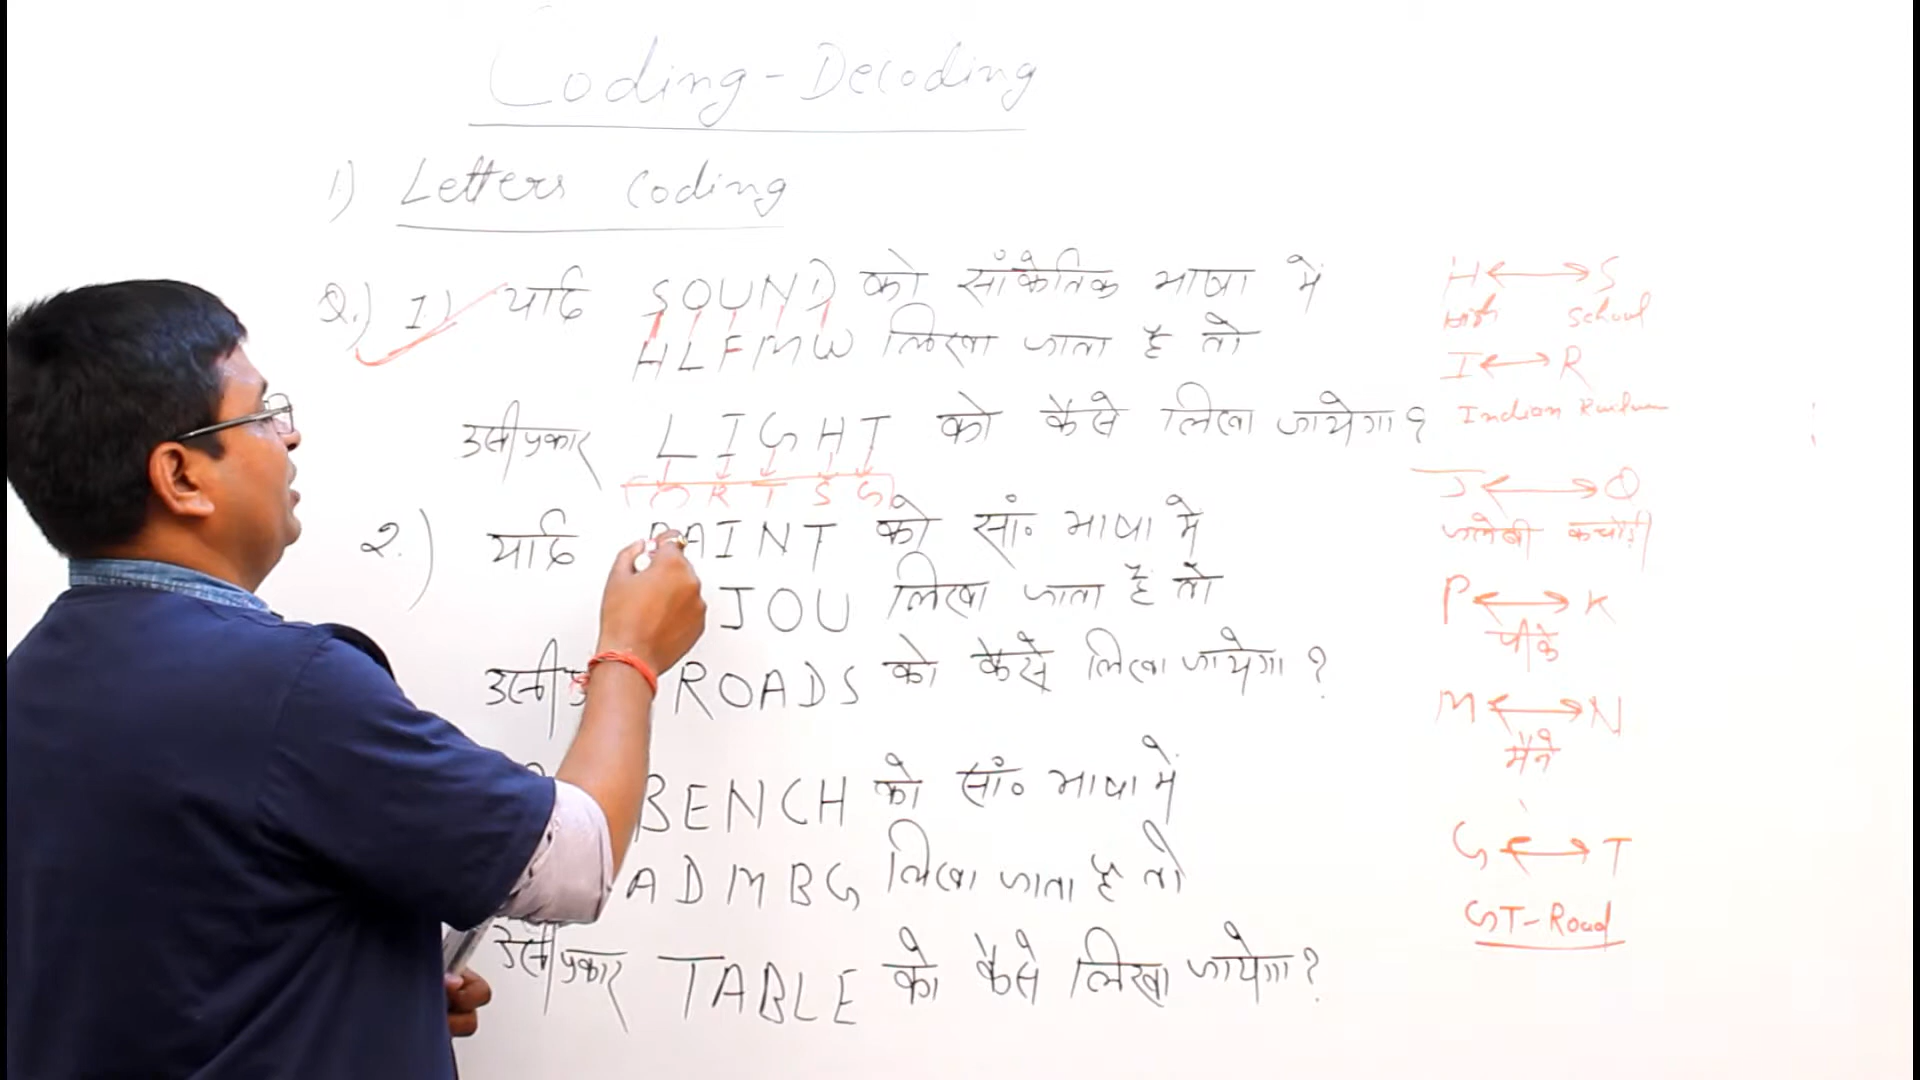 Coding-Decoding
1) Letters Coding
Q.) 1.) यदि SOUND को सांकेतिक भाषा में
HLFMW लिखा जाता है तो
उसीप्रकार LIGHT को कैसे लिखा जायेगा ?
O R T S G
2.) यदि PAINT को सां० भाषा में
JOU लिखा जाता है तो
ROADS को कैसे लिखा जायेगा ?
BENCH को सां० भाषा में
ADMBG लिखा जाता है तो
उसीप्रकार TABLE को कैसे लिखा जायेगा ?
H ↔ S
High School
I ↔ R
Indian
J ↔ Q
जलेबी कचौड़ी
P ↔ K
पीके
M ↔ N
मैंने
G ↔ T
GT-Road